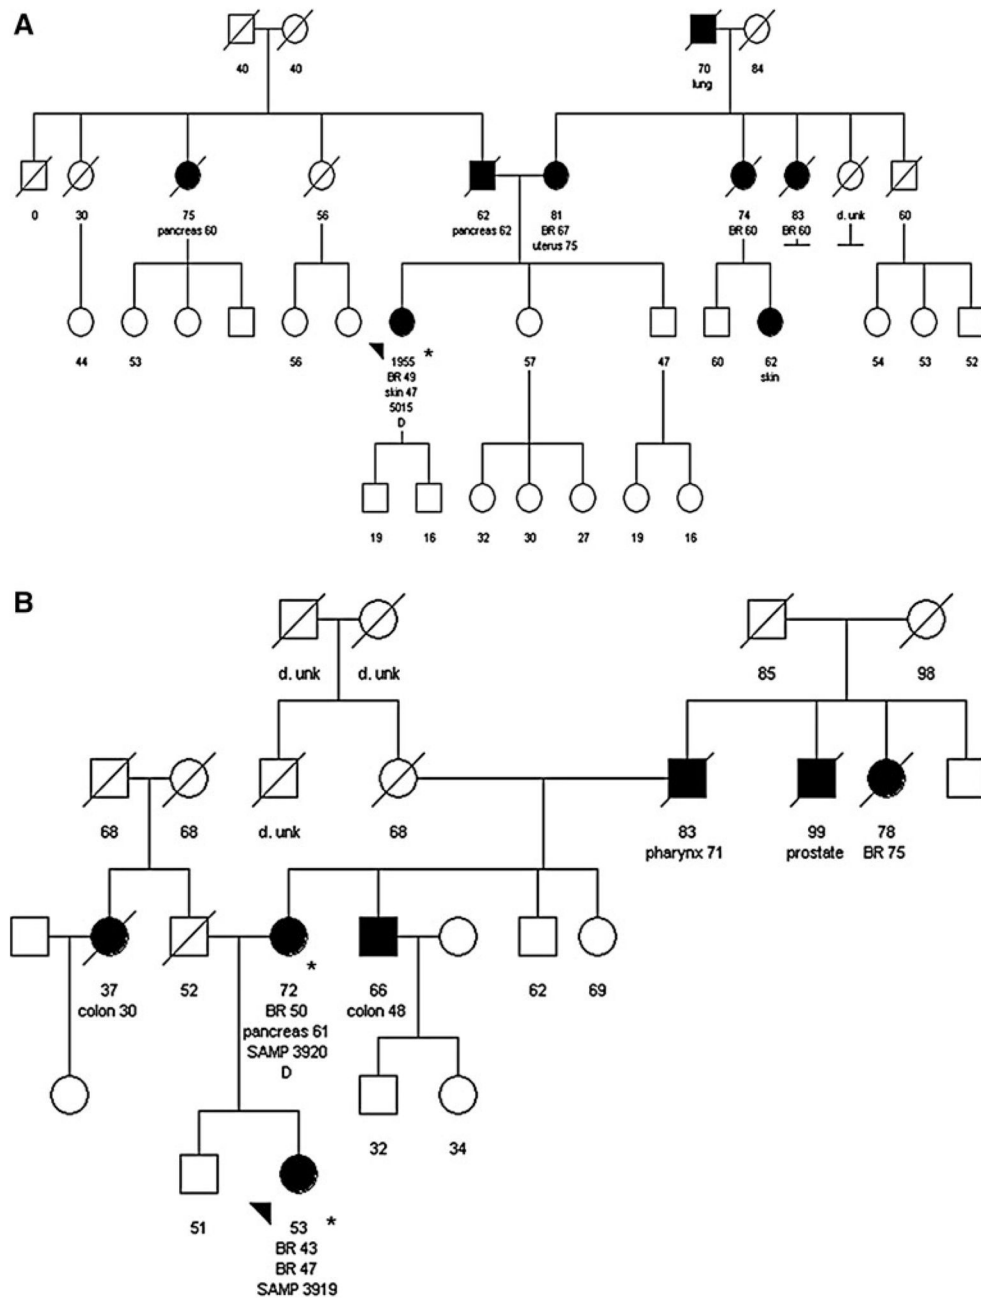 A
40 40 70 84
lung
0 30 75 56 62 81 74 83 d. unk 60
pancreas 60 pancreas 62 BR 67 BR 60 BR 60
uterus 75
44 53 56 1955 * 57 47 60 62 54 53 52
BR 49 skin
skin 47
5015
D
19 16 32 30 27 19 16
B
d. unk d. unk 85 98
68 68 d. unk 68 83 99 78
pharynx 71 prostate BR 75
*
37 52 72 66 62 69
colon 30 BR 50 colon 48
pancreas 61
SAMP 3920
D
32 34
51 53 *
BR 43
BR 47
SAMP 3919